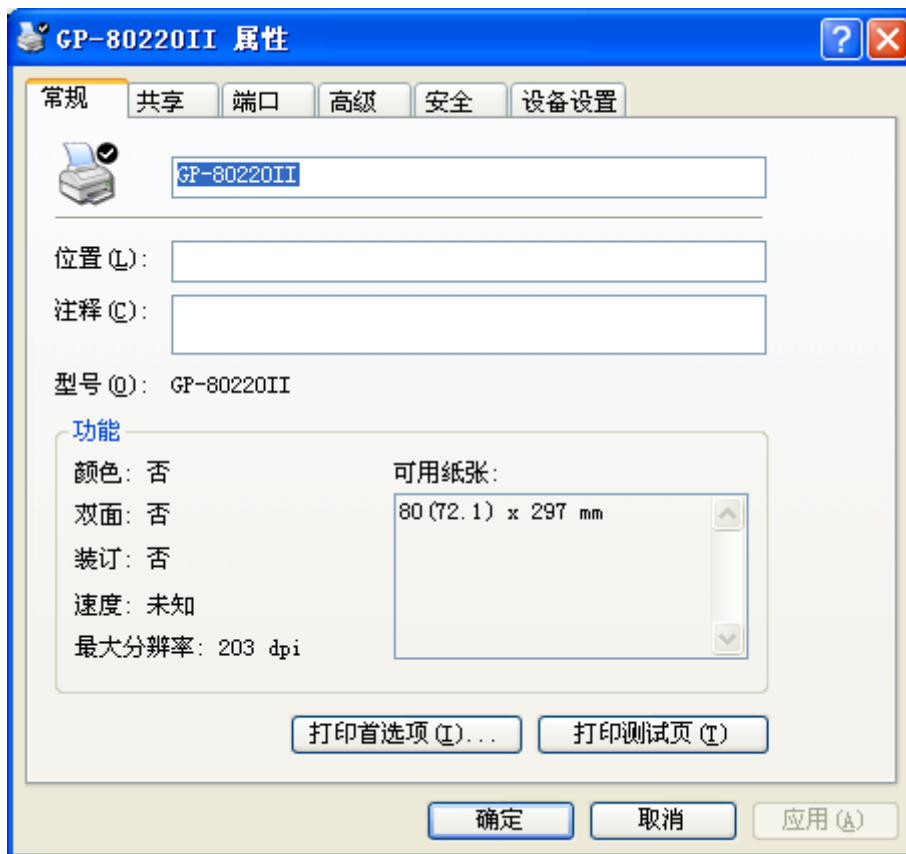 GP-80220II 属性
常规 共享 端口 高级 安全 设备设置
GP-80220II
位置(L):
注释(C):
型号(O): GP-80220II
功能
颜色: 否
双面: 否
装订: 否
速度: 未知
最大分辨率: 203 dpi
可用纸张:
80(72.1) x 297 mm
打印首选项(I)... 打印测试页(T)
确定 取消 应用(A)